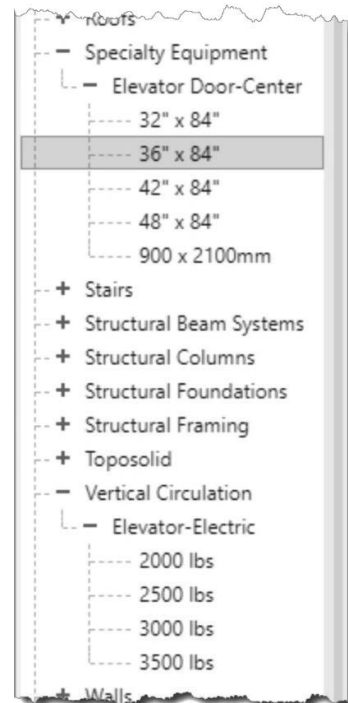 Roofs
Specialty Equipment
Elevator Door-Center
32" x 84"
36" x 84"
42" x 84"
48" x 84"
900 x 2100mm
Stairs
Structural Beam Systems
Structural Columns
Structural Foundations
Structural Framing
Toposolid
Vertical Circulation
Elevator-Electric
2000 lbs
2500 lbs
3000 lbs
3500 lbs
Walls